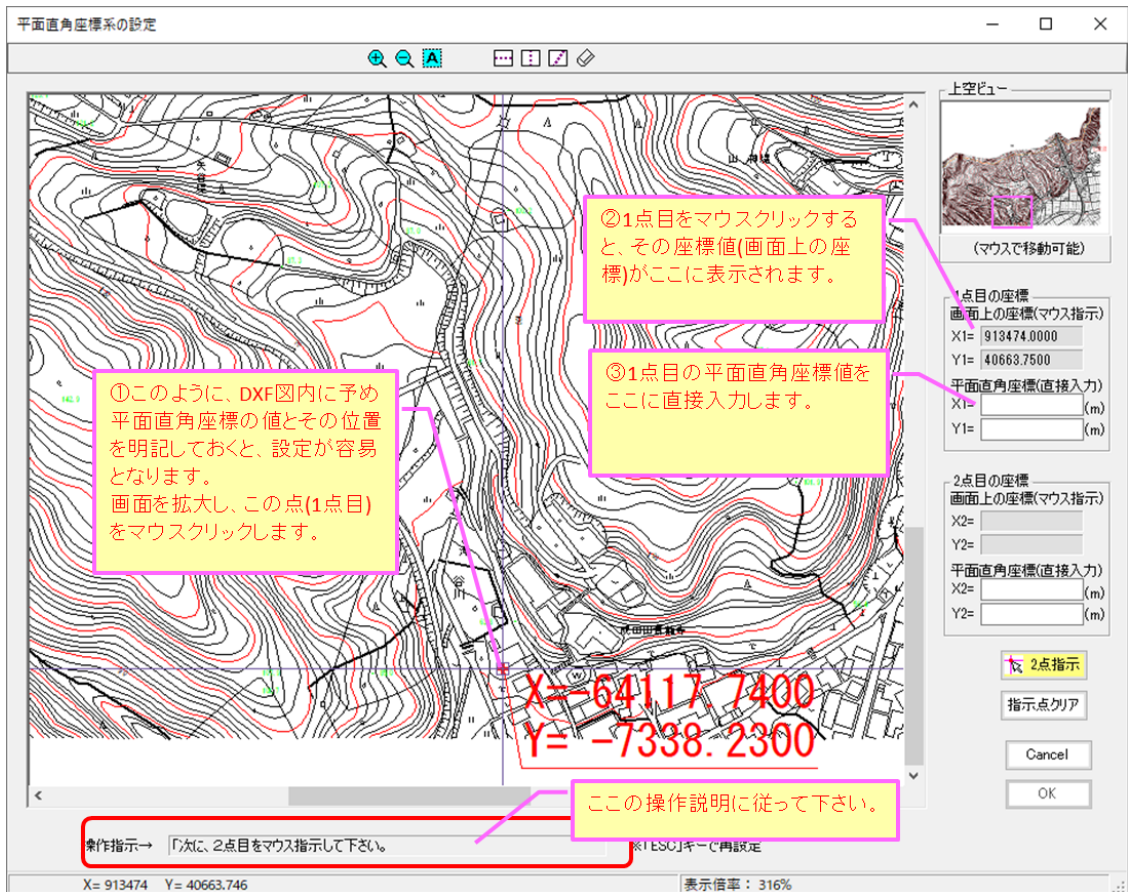 平面直角座標系の設定
A
上空ビュー
(マウスで移動可能)
②1点目をマウスクリックする
と、その座標値(画面上の座
標)がここに表示されます。
1点目の座標
画面上の座標(マウス指示)
X1= 913474.0000
Y1= 40663.7500
平面直角座標(直接入力)
X1= (m)
Y1= (m)
③1点目の平面直角座標値を
ここに直接入力します。
①このように、DXF図内に予め
平面直角座標の値とその位置
を明記しておくと、設定が容易
となります。
画面を拡大し、この点(1点目)
をマウスクリックします。
2点目の座標
画面上の座標(マウス指示)
X2=
Y2=
平面直角座標(直接入力)
X2= (m)
Y2= (m)
谷川
X=-64117.7400
Y= -7338.2300
2点指示
指示点クリア
Cancel
OK
ここの操作説明に従って下さい。
操作指示→ 「次に、2点目をマウス指示して下さい。
※「ESC」キーで再設定
X= 913474 Y= 40663.746
表示倍率： 316%